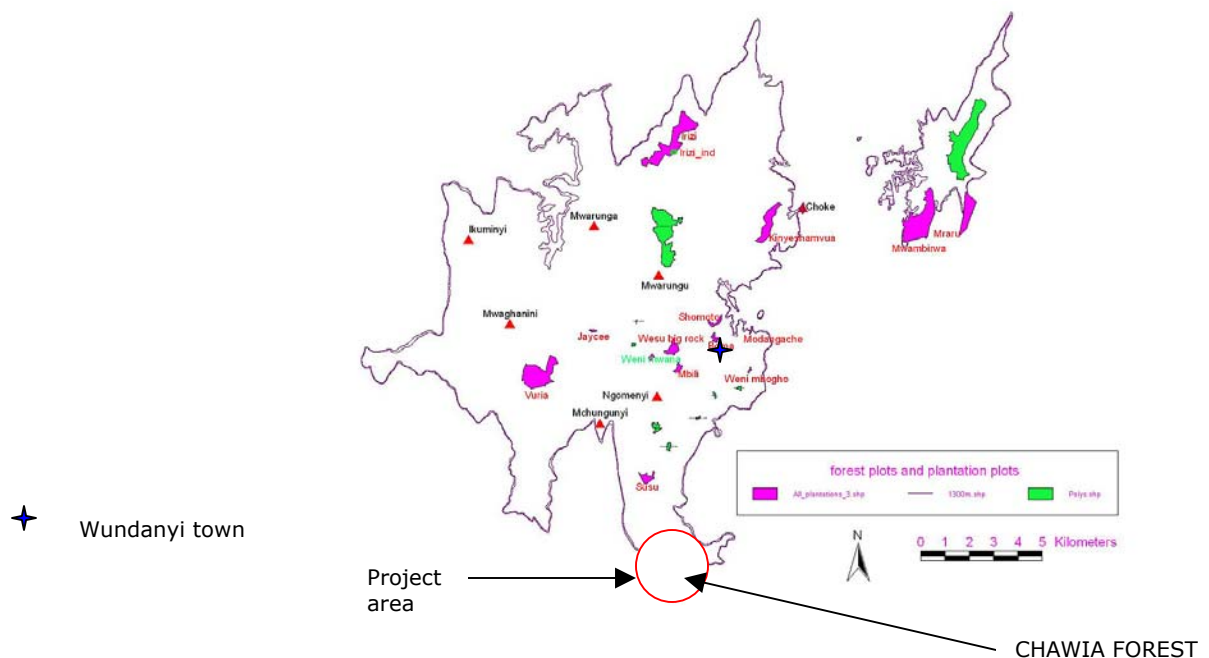 Irizi
Irizi_ind
Choke
Mwarunga
Ikuminyi
Kinyeshamvua
Mraru
Mwambirwa
Mwarungu
Mwaghanini
Shomoto
Jaycee
Wesu big rock
Modangache
Weni mwana
Mbili
Weni mbogho
Vuria
Ngomenyi
Mchungunyi
forest plots and plantation plots
All_plantations_3.shp
1300m.shp
Polys.shp
Susu
Wundanyi town
N
0 1 2 3 4 5 Kilometers
Project
area
CHAWIA FOREST